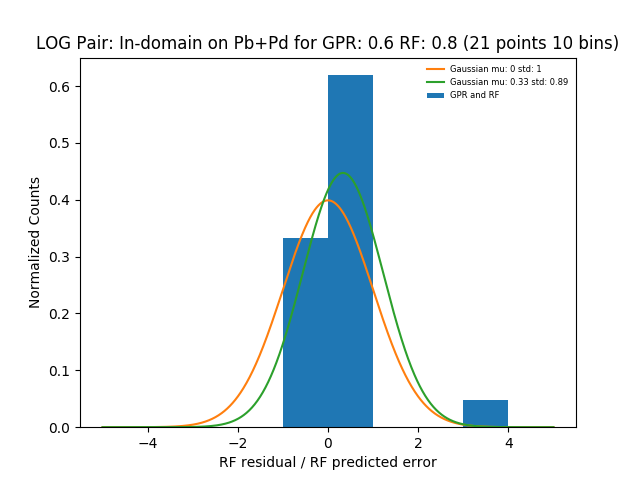 LOG Pair: In-domain on Pb+Pd for GPR: 0.6 RF: 0.8 (21 points 10 bins)
Gaussian mu: 0 std: 1
Gaussian mu: 0.33 std: 0.89
GPR and RF
Normalized Counts
0.6
0.5
0.4
0.3
0.2
0.1
0.0
−4
−2
0
2
4
RF residual / RF predicted error